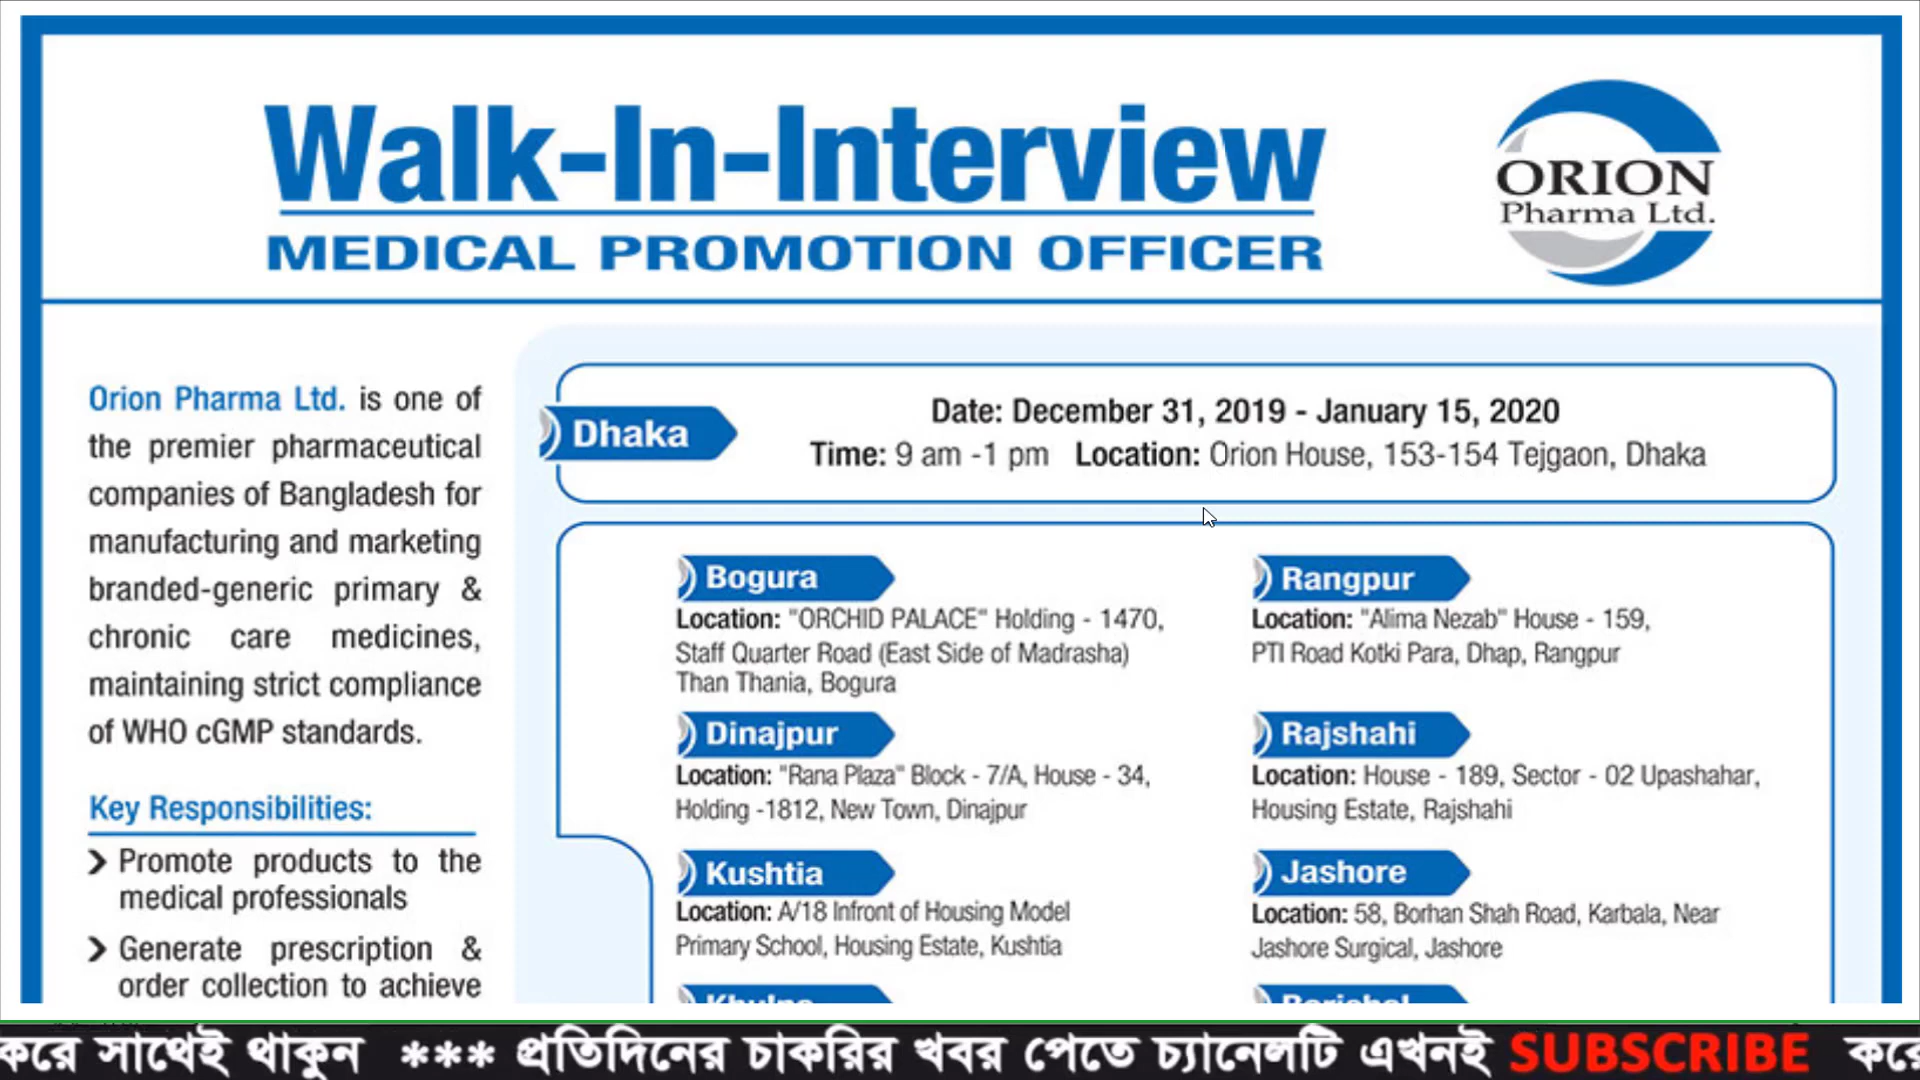 Walk-In-Interview
MEDICAL PROMOTION OFFICER
ORION
Pharma Ltd.
Orion Pharma Ltd. is one of
the premier pharmaceutical
companies of Bangladesh for
manufacturing and marketing
branded-generic primary &
chronic care medicines,
maintaining strict compliance
of WHO cGMP standards.
Key Responsibilities:
Promote products to the
medical professionals
Generate prescription &
order collection to achieve
Dhaka
Date: December 31, 2019 - January 15, 2020
Time: 9 am -1 pm Location: Orion House, 153-154 Tejgaon, Dhaka
Bogura
Location: "ORCHID PALACE" Holding - 1470,
Staff Quarter Road (East Side of Madrasha)
Than Thania, Bogura
Rangpur
Location: "Alima Nezab" House - 159,
PTI Road Kotki Para, Dhap, Rangpur
Dinajpur
Location: "Rana Plaza" Block - 7/A, House - 34,
Holding -1812, New Town, Dinajpur
Rajshahi
Location: House - 189, Sector - 02 Upashahar,
Housing Estate, Rajshahi
Kushtia
Location: A/18 Infront of Housing Model
Primary School, Housing Estate, Kushtia
Jashore
Location: 58, Borhan Shah Road, Karbala, Near
Jashore Surgical, Jashore
Khulna
Barishal
করে সাথেই থাকুন *** প্রতিদিনের চাকরির খবর পেতে চ্যানেলটি এখনই SUBSCRIBE করে